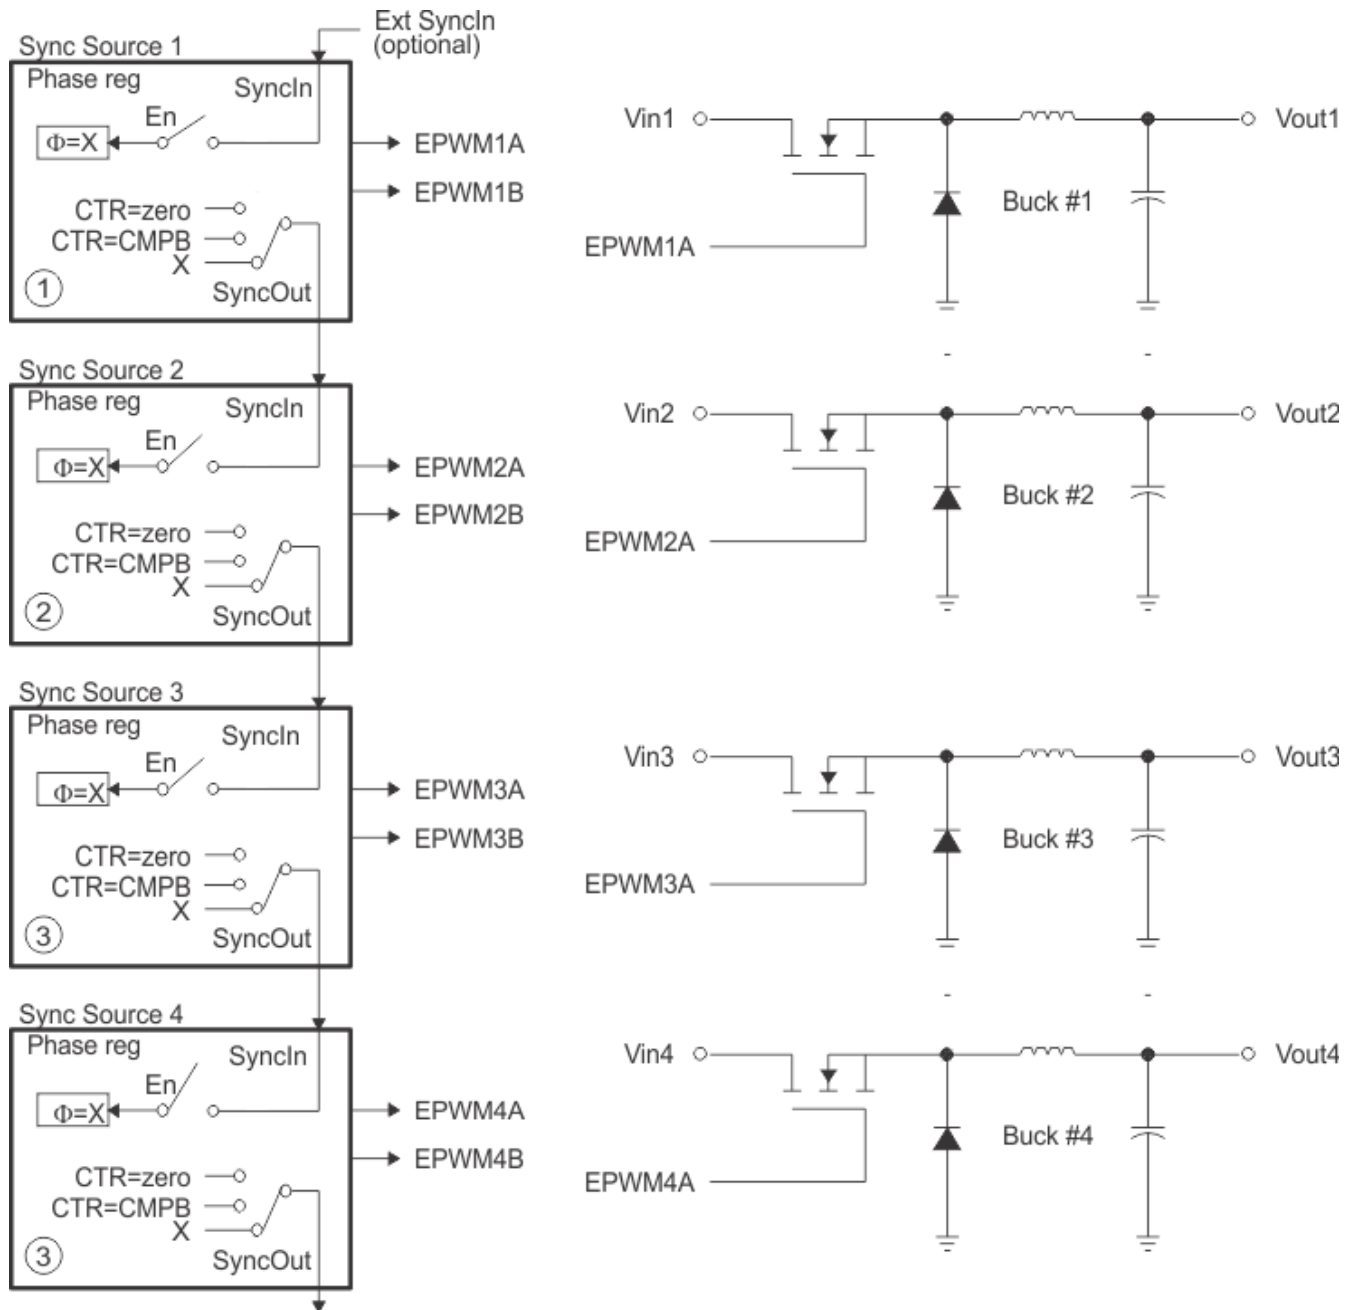 Ext SyncIn
(optional)
Sync Source 1
Phase reg
SyncIn
En
Φ=X
EPWM1A
EPWM1B
CTR=zero
CTR=CMPB
X
1
SyncOut
Vin1
Vout1
Buck #1
EPWM1A
Sync Source 2
Phase reg
SyncIn
En
Φ=X
EPWM2A
EPWM2B
CTR=zero
CTR=CMPB
X
2
SyncOut
Vin2
Vout2
Buck #2
EPWM2A
Sync Source 3
Phase reg
SyncIn
En
Φ=X
EPWM3A
EPWM3B
CTR=zero
CTR=CMPB
X
3
SyncOut
Vin3
Vout3
Buck #3
EPWM3A
Sync Source 4
Phase reg
SyncIn
En
Φ=X
EPWM4A
EPWM4B
CTR=zero
CTR=CMPB
X
3
SyncOut
Vin4
Vout4
Buck #4
EPWM4A